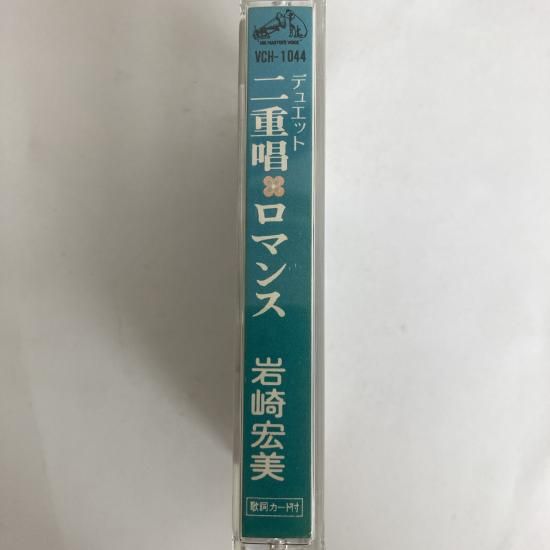 "HIS MASTER'S VOICE"
VCH-1044
デュエット
二重唱
ロマンス
岩崎宏美
歌詞カード付